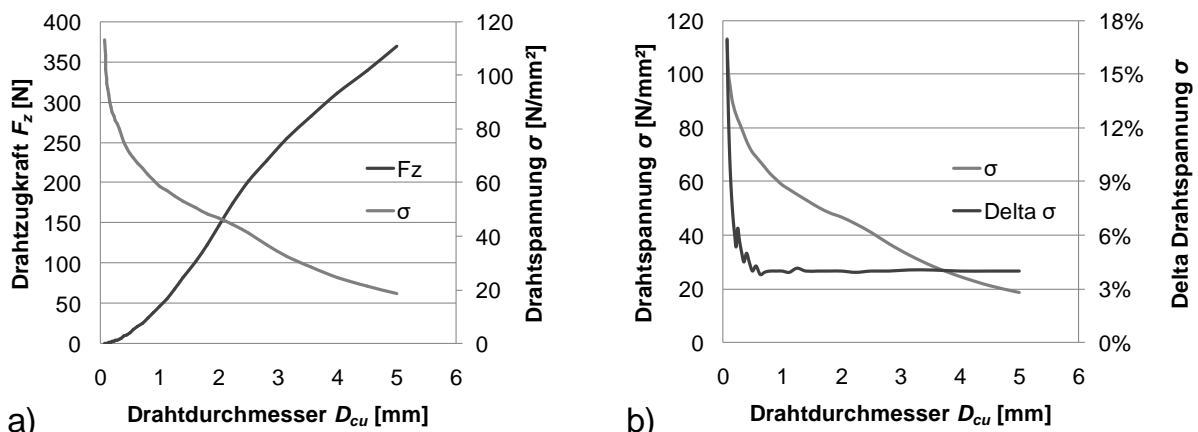 Drahtzugkraft Fz [N]
400
350
300
250
200
150
100
50
0
Fz
σ
120
100
80
60
40
20
0
Drahtspannung σ [N/mm²]
0 1 2 3 4 5 6
a) Drahtdurchmesser Dcu [mm]
Drahtspannung σ [N/mm²]
120
100
80
60
40
20
0
σ
Delta σ
18%
15%
12%
9%
6%
3%
0%
Delta Drahtspannung σ
0 1 2 3 4 5 6
b) Drahtdurchmesser Dcu [mm]